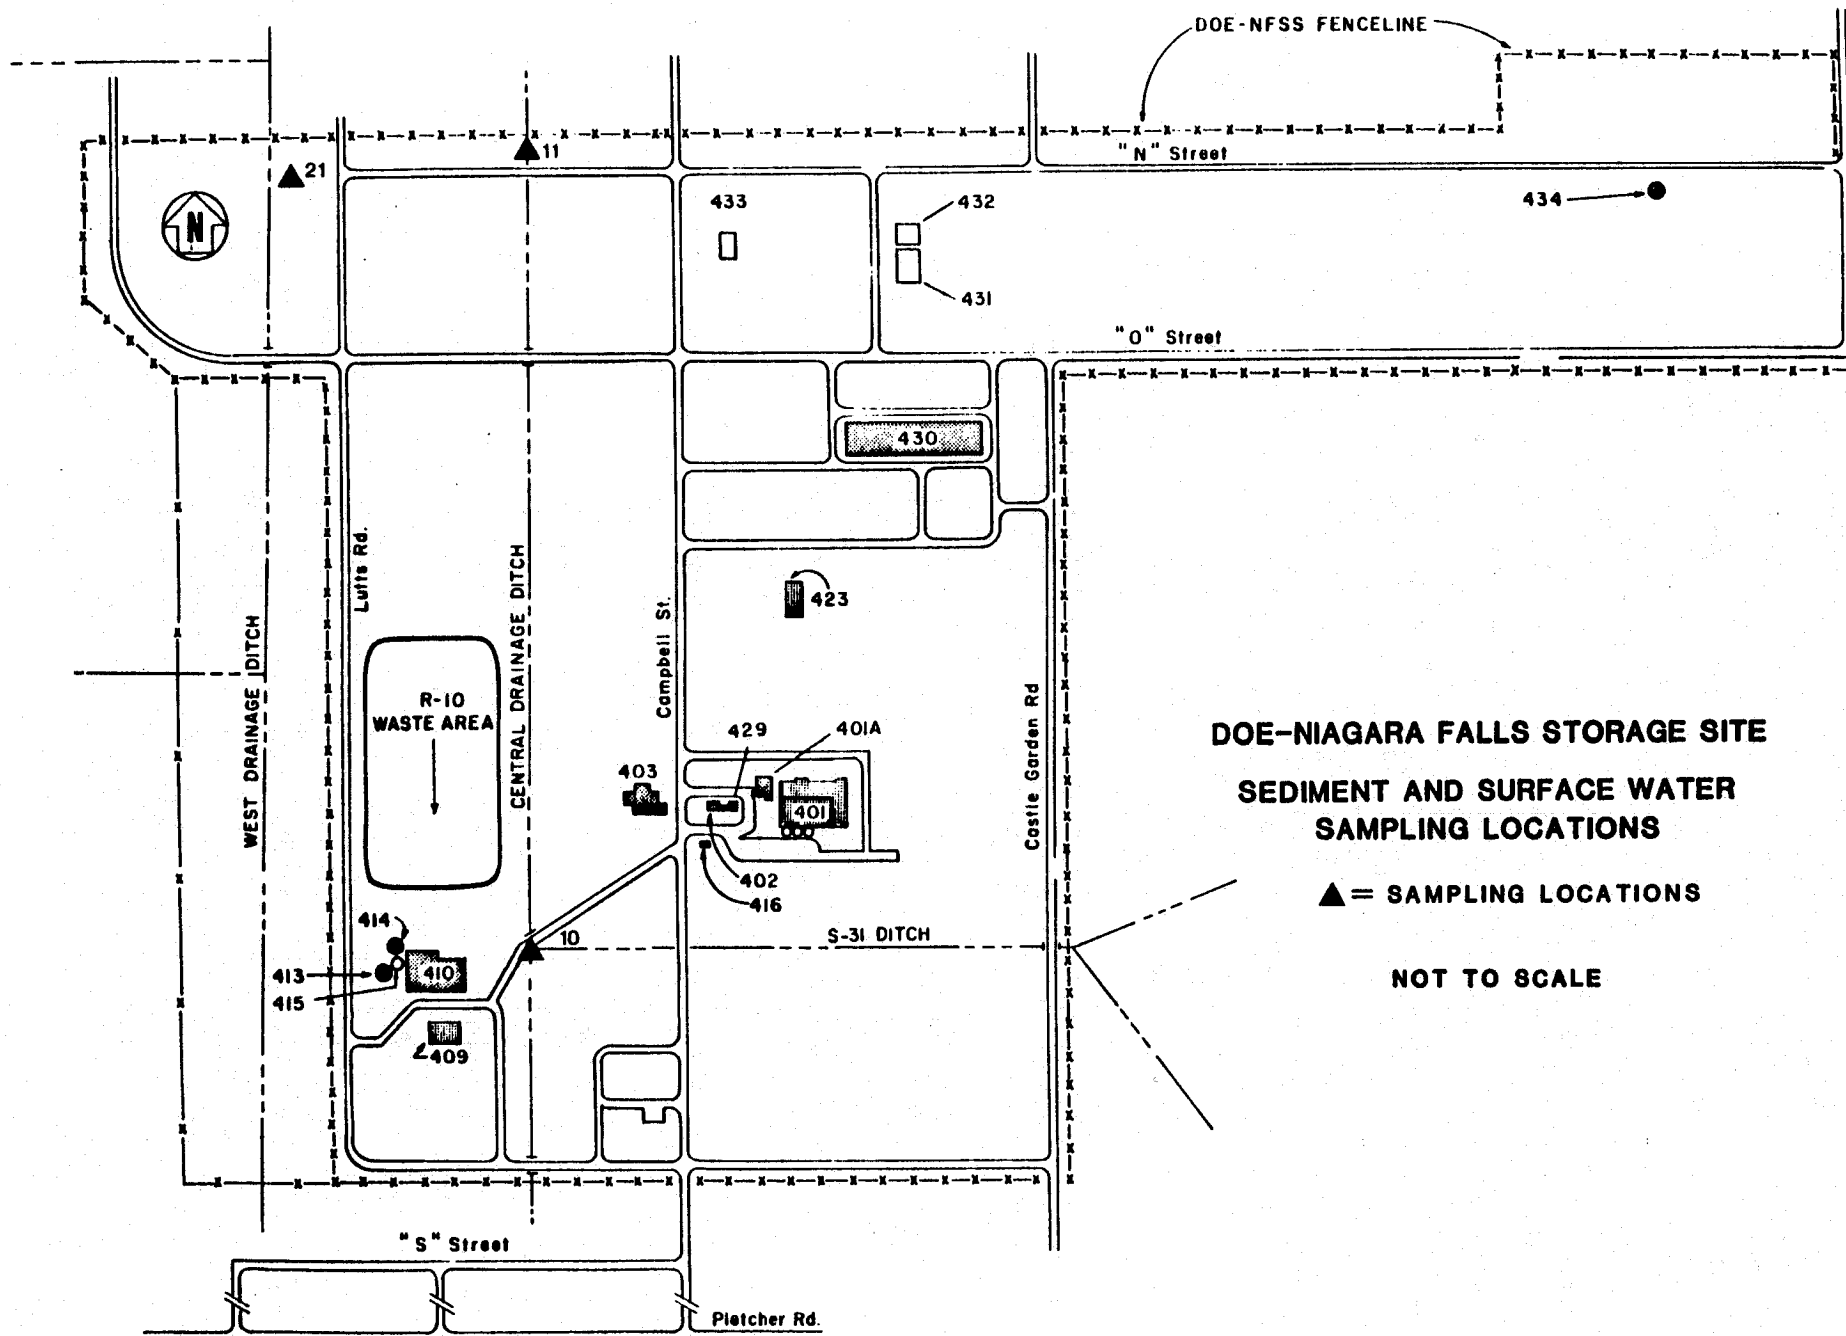 DOE-NFSS FENCELINE
11
"N" Street
21
N
433
432
434
431
"O" Street
430
Lutts Rd.
CENTRAL DRAINAGE DITCH
Campbell St.
423
WEST DRAINAGE DITCH
R-10
WASTE AREA
Castle Garden Rd
429
401A
403
401
402
416
DOE-NIAGARA FALLS STORAGE SITE
SEDIMENT AND SURFACE WATER
SAMPLING LOCATIONS
▲= SAMPLING LOCATIONS
NOT TO SCALE
414
10
S-31 DITCH
413
410
415
409
"S" Street
Pletcher Rd.